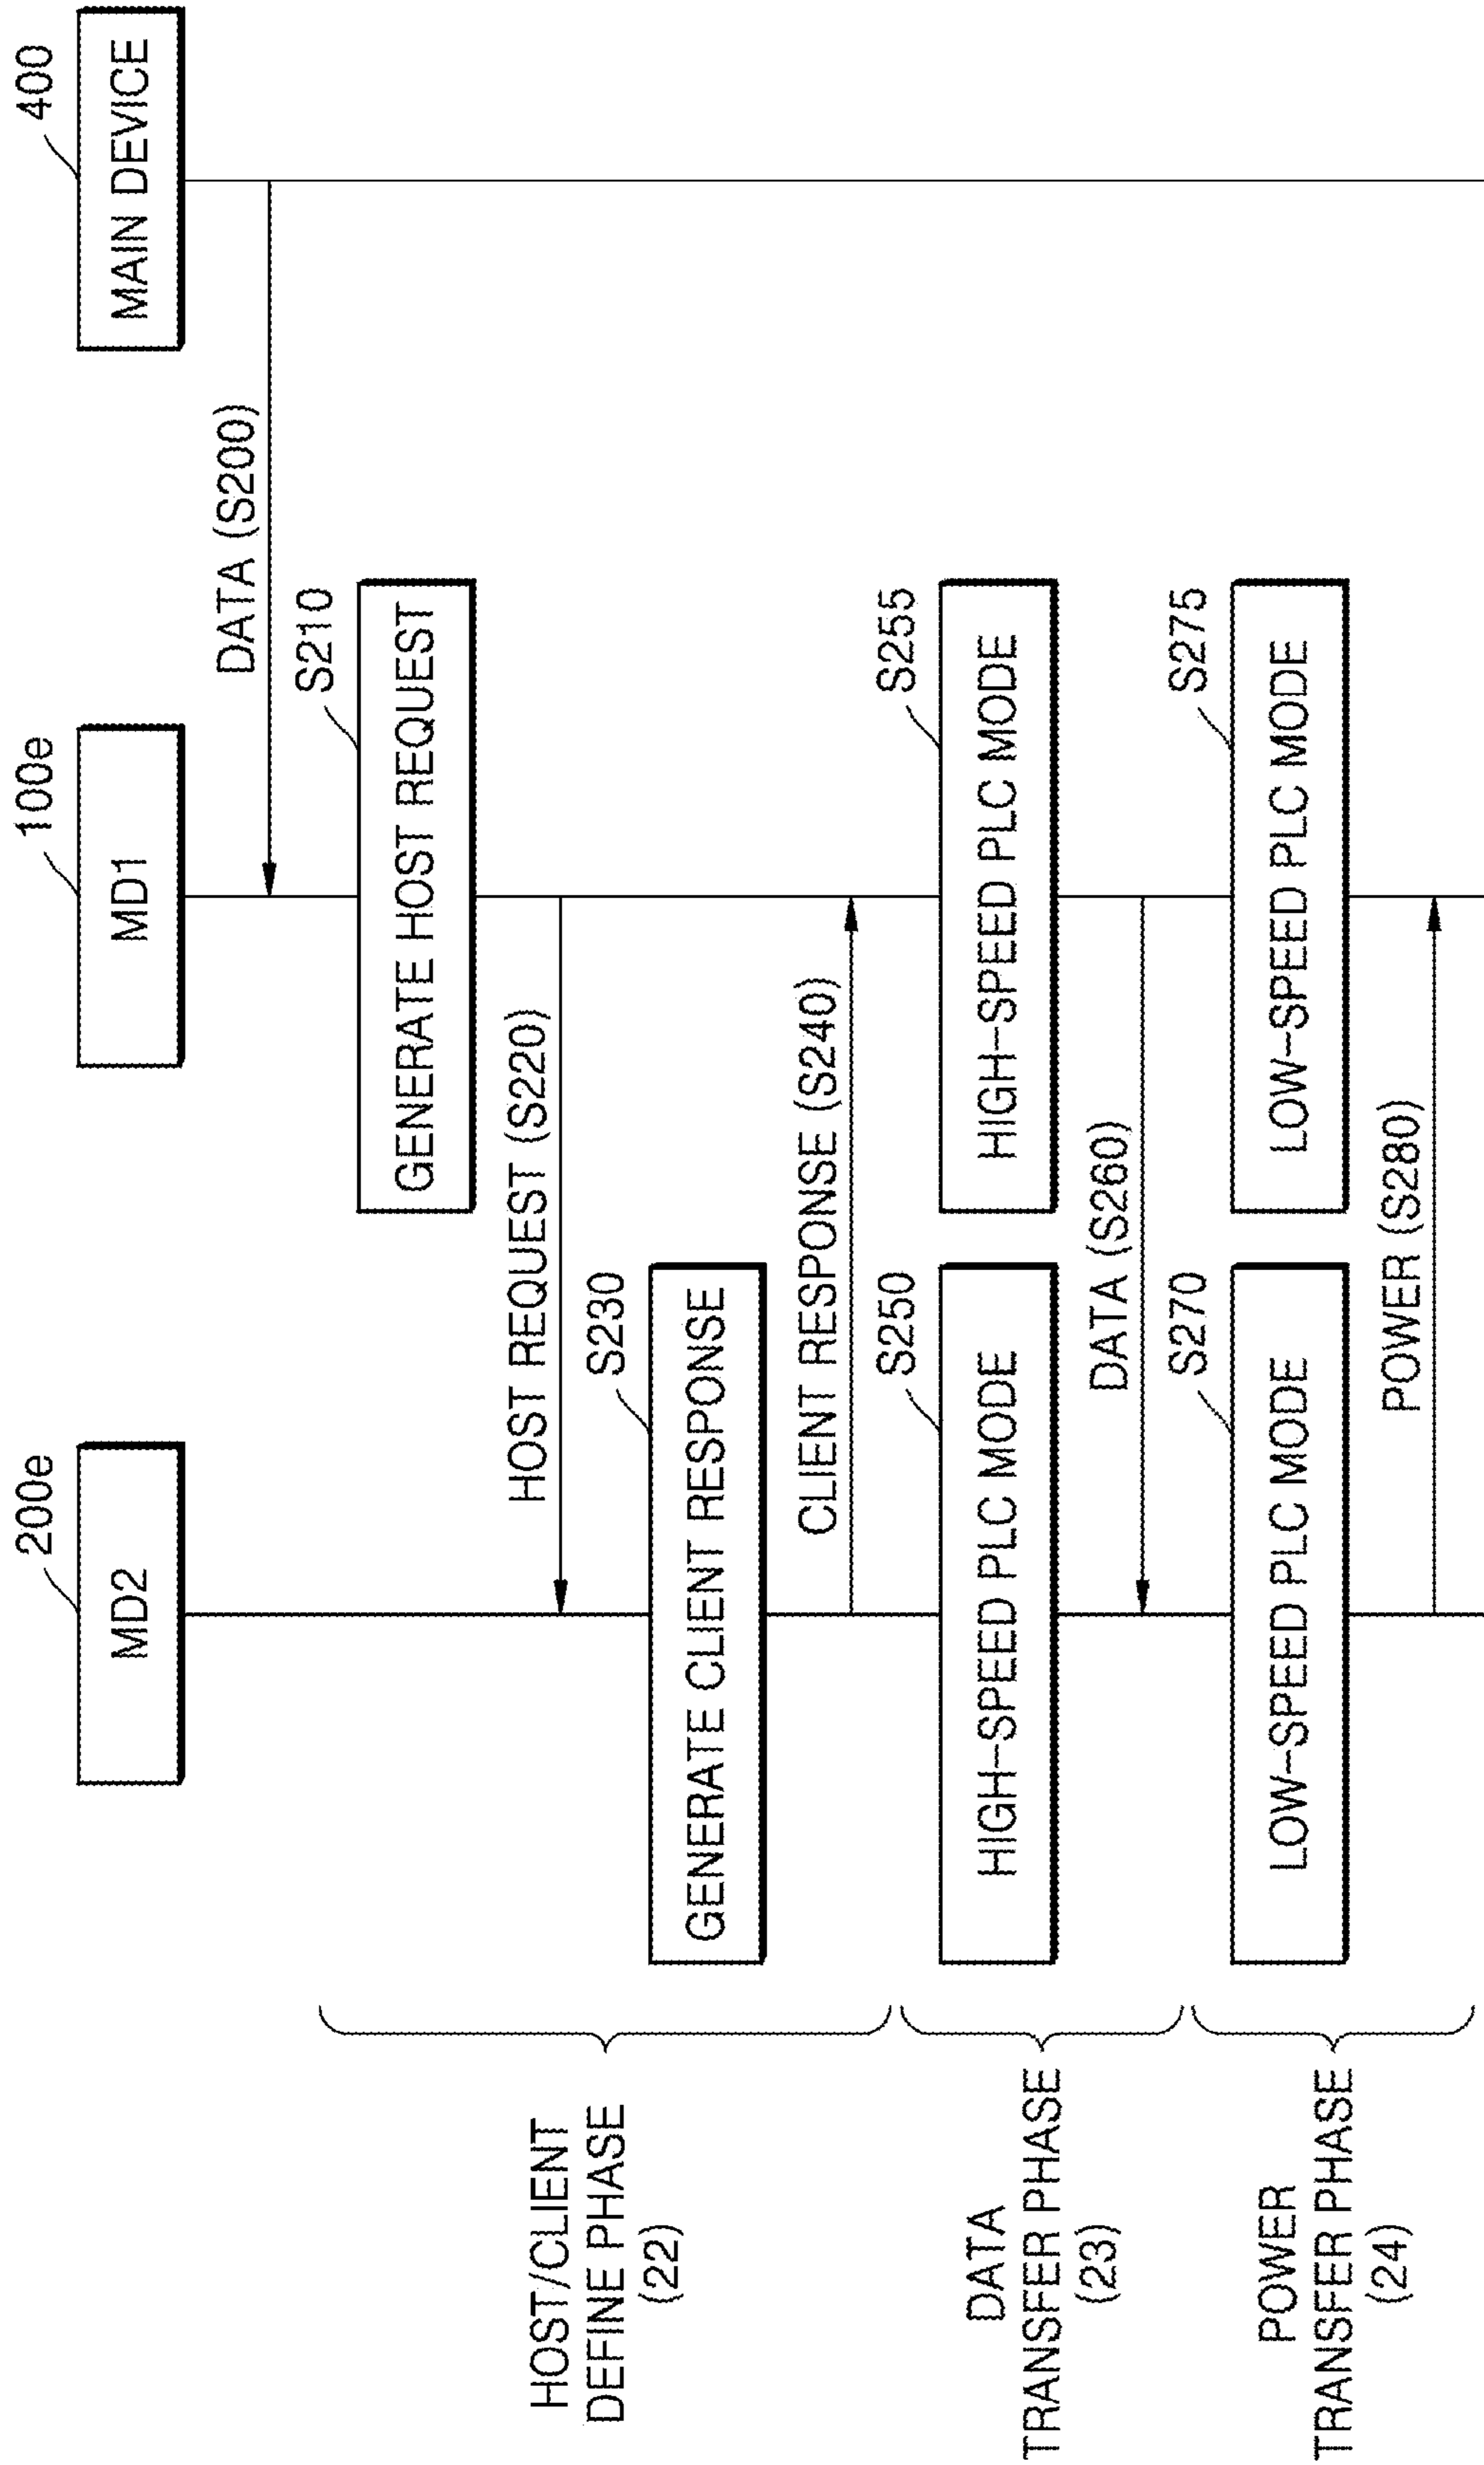 200e
100e
400
MD2
MD1
MAIN DEVICE
DATA (S200)
S210
GENERATE HOST REQUEST
HOST REQUEST (S220)
HOST/CLIENT
DEFINE PHASE
(22)
S230
GENERATE CLIENT RESPONSE
CLIENT RESPONSE (S240)
S250
S255
HIGH-SPEED PLC MODE
HIGH-SPEED PLC MODE
DATA
TRANSFER PHASE
(23)
DATA (S260)
S270
S275
LOW-SPEED PLC MODE
LOW-SPEED PLC MODE
POWER
TRANSFER PHASE
(24)
POWER (S280)